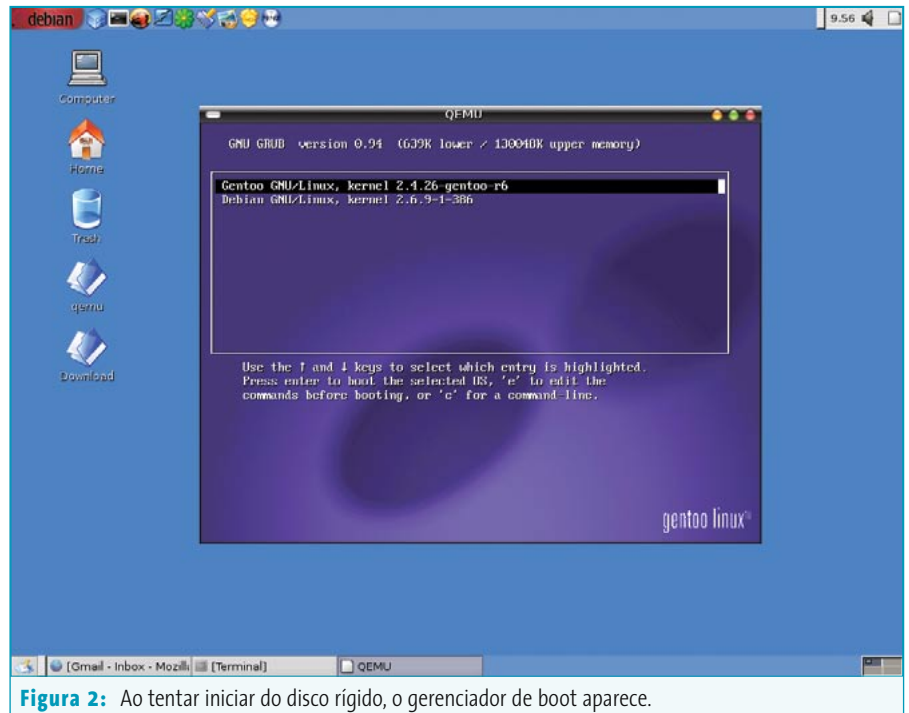 debian
9.56
Computer
Home
Trash
qemu
Download
QEMU
GNU GRUB version 0.94 (639K lower / 130048K upper memory)
Gentoo GNU/Linux, kernel 2.4.26-gentoo-r6
Debian GNU/Linux, kernel 2.6.9-1-386
Use the ↑ and ↓ keys to select which entry is highlighted.
Press enter to boot the selected OS, 'e' to edit the
commands before booting, or 'c' for a command-line.
gentoo linux™
[Gmail - Inbox - Mozill
[Terminal]
QEMU
Figura 2: Ao tentar iniciar do disco rígido, o gerenciador de boot aparece.